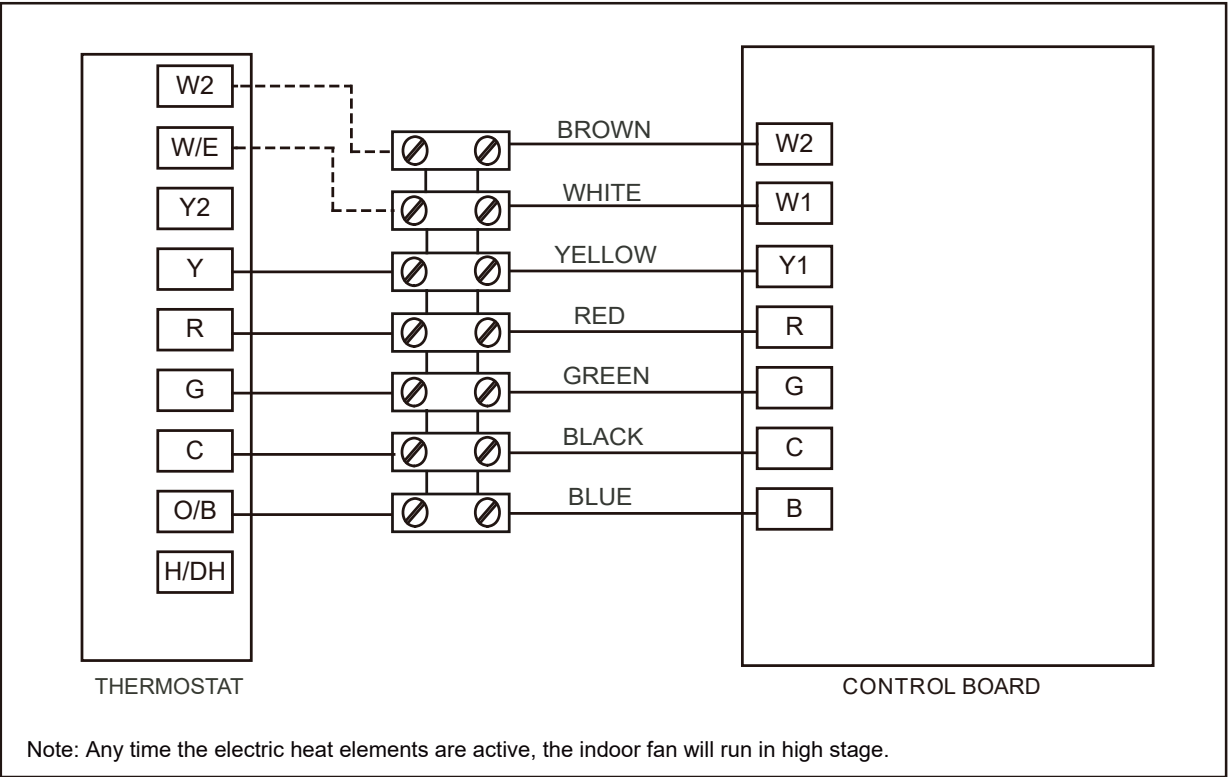 W2
BROWN
W2
W/E
WHITE
W1
Y2
YELLOW
Y1
Y
RED
R
R
GREEN
G
G
BLACK
C
C
BLUE
B
O/B
H/DH
THERMOSTAT
CONTROL BOARD
Note: Any time the electric heat elements are active, the indoor fan will run in high stage.